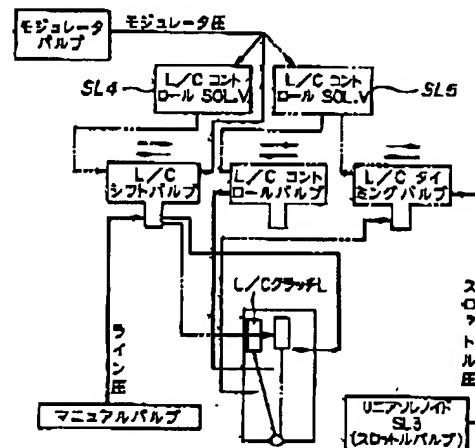 モジュレータ
バルブ
モジュレータ圧
SL4
L/C コント
ロール SOL.V
L/C コント
ロール SOL.V
SL5
L/C
シフトバルブ
L/C コント
ロールバルブ
L/C タイ
ミングバルブ
L/CクラッチL
ライン圧
スロットル圧
マニュアルバルブ
リニアソレノイド
SL3
(スロットルバルブ)